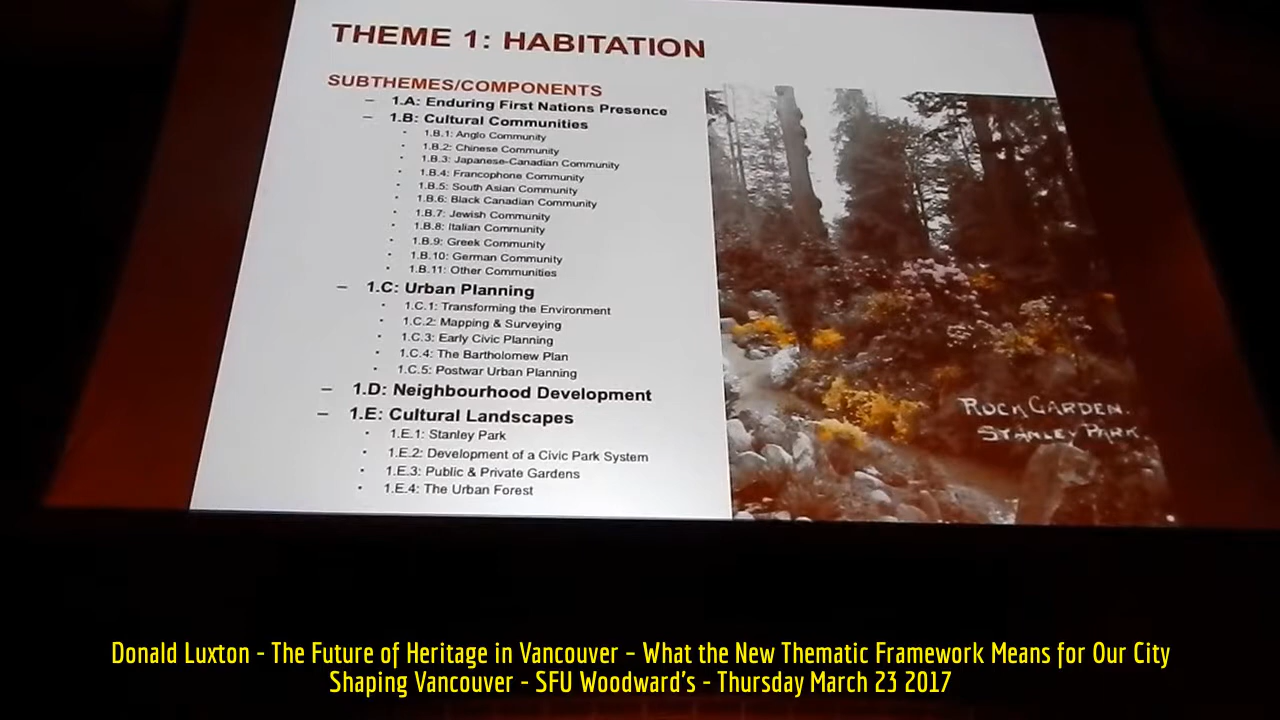 THEME 1: HABITATION
SUBTHEMES/COMPONENTS
– 1.A: Enduring First Nations Presence
– 1.B: Cultural Communities
• 1.B.1: Anglo Community
• 1.B.2: Chinese Community
• 1.B.3: Japanese-Canadian Community
• 1.B.4: Francophone Community
• 1.B.5: South Asian Community
• 1.B.6: Black Canadian Community
• 1.B.7: Jewish Community
• 1.B.8: Italian Community
• 1.B.9: Greek Community
• 1.B.10: German Community
• 1.B.11: Other Communities
– 1.C: Urban Planning
• 1.C.1: Transforming the Environment
• 1.C.2: Mapping & Surveying
• 1.C.3: Early Civic Planning
• 1.C.4: The Bartholomew Plan
• 1.C.5: Postwar Urban Planning
– 1.D: Neighbourhood Development
– 1.E: Cultural Landscapes
• 1.E.1: Stanley Park
• 1.E.2: Development of a Civic Park System
• 1.E.3: Public & Private Gardens
• 1.E.4: The Urban Forest
ROCK GARDEN.
STANLEY PARK.
Donald Luxton - The Future of Heritage in Vancouver – What the New Thematic Framework Means for Our City
Shaping Vancouver - SFU Woodward's - Thursday March 23 2017